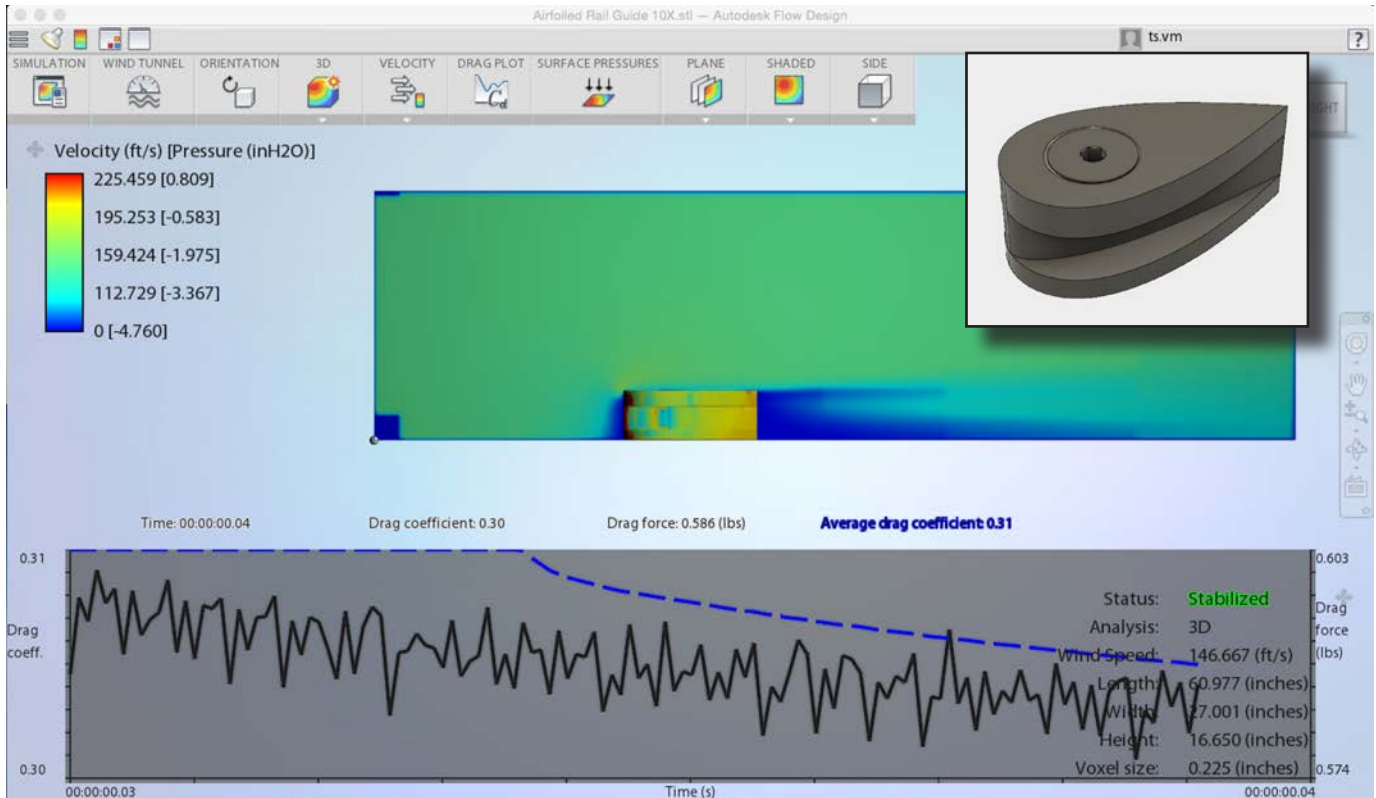 Airfoiled Rail Guide 10X.stl — Autodesk Flow Design
ts.vm
?
SIMULATION WIND TUNNEL ORIENTATION 3D VELOCITY DRAG PLOT SURFACE PRESSURES PLANE SHADED SIDE
Cd
GHT
Velocity (ft/s) [Pressure (inH2O)]
225.459 [0.809]
195.253 [-0.583]
159.424 [-1.975]
112.729 [-3.367]
0 [-4.760]
Time: 00:00:00.04 Drag coefficient: 0.30 Drag force: 0.586 (lbs) Average drag coefficient: 0.31
0.31
Drag
coeff.
0.30
0.603
Drag
force
(lbs)
0.574
Status: Stabilized
Analysis: 3D
Wind Speed: 146.667 (ft/s)
Length: 60.977 (inches)
Width: 27.001 (inches)
Height: 16.650 (inches)
Voxel size: 0.225 (inches)
00:00:00.03 Time (s) 00:00:00.04